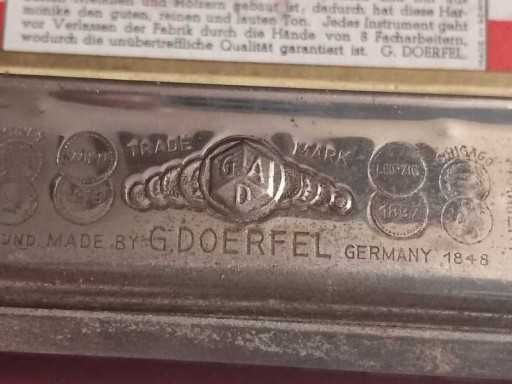 und Hölzern gebaut ist, dadurch hat diese Har-
monika den guten, reinen und lauten Ton. Jedes Instrument geht
vor Verlassen der Fabrik durch die Hände von 8 Facharbeitern,
wodurch die unübertreffliche Qualität garantiert ist. G. DOERFEL
TRADE MARK
G A D
LEIPZIG
1897
CHICAGO
MADE BY G.DOERFEL GERMANY 1848